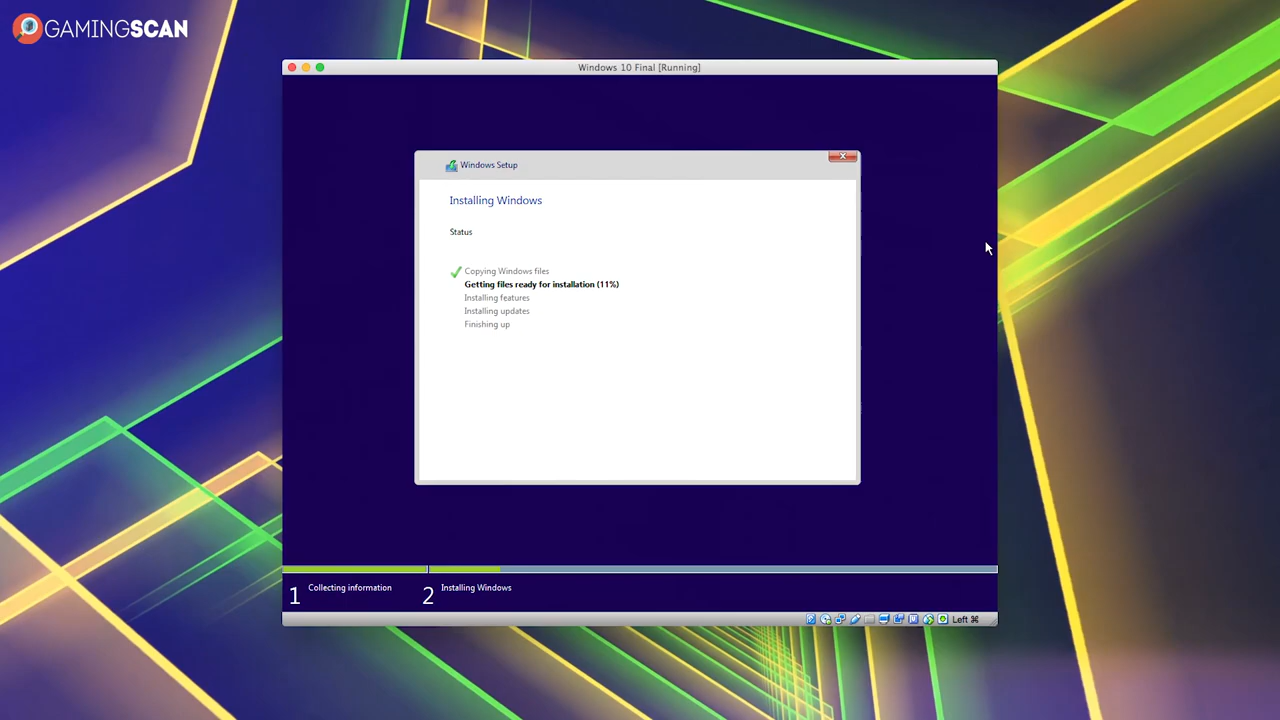 GAMINGSCAN
Windows 10 Final [Running]
Windows Setup
Installing Windows
Status
Copying Windows files
Getting files ready for installation (11%)
Installing features
Installing updates
Finishing up
1 Collecting information 2 Installing Windows
Left ⌘